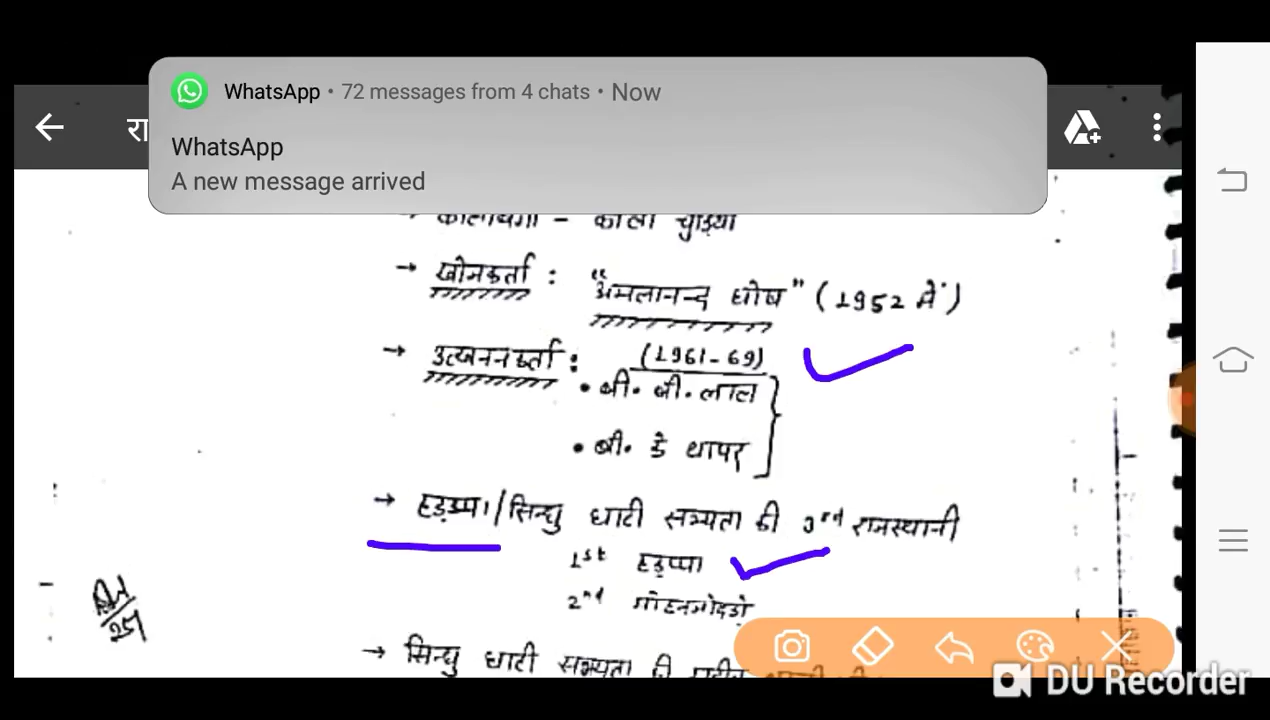 WhatsApp • 72 messages from 4 chats • Now
रा
WhatsApp
A new message arrived
काली चुड़िया
→ खोजकर्ता : "अमलानन्द घोष" (1952 में)
→ उत्खननकर्ता : (1961-69)
• बी. बी. लाल
• बी. डे थापर
→ हड़प्पा / सिन्धु घाटी सभ्यता की 3rd राजस्थानी
1st हड़प्पा
2nd मोहनजोदड़ो
→ सिन्धु घाटी सभ्यता
DU Recorder